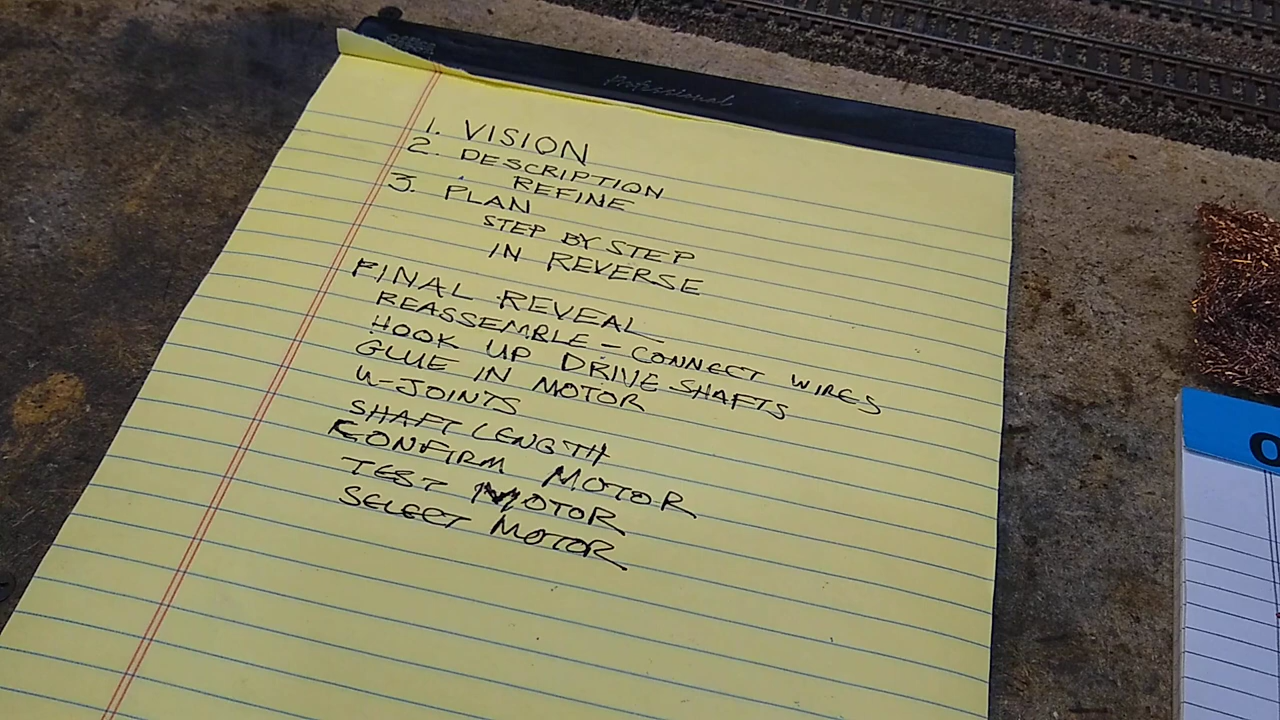 Professional
1. VISION
2. DESCRIPTION
REFINE
3. PLAN
STEP BY STEP
IN REVERSE
FINAL REVEAL
REASSEMBLE - CONNECT WIRES
HOOK UP DRIVE SHAFTS
GLUE IN MOTOR
U-JOINTS
SHAFT LENGTH
CONFIRM MOTOR
TEST MOTOR
SELECT MOTOR